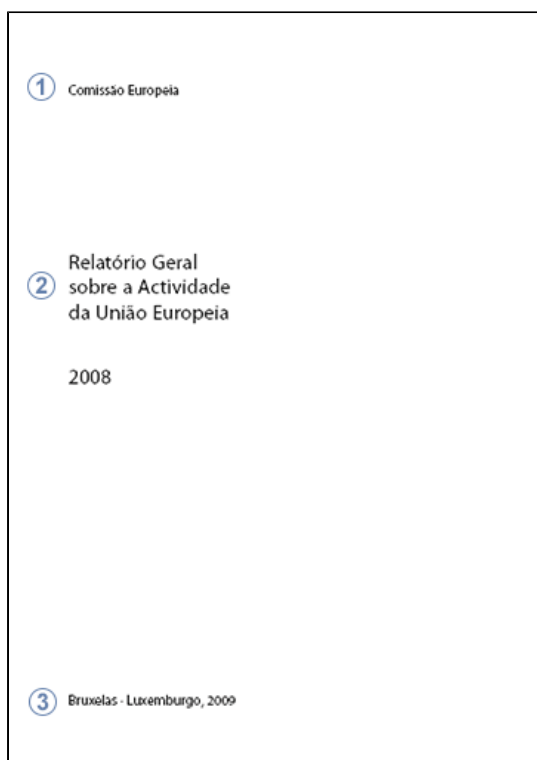 1 Comissão Europeia
Relatório Geral
2 sobre a Actividade
da União Europeia
2008
3 Bruxelas - Luxemburgo, 2009